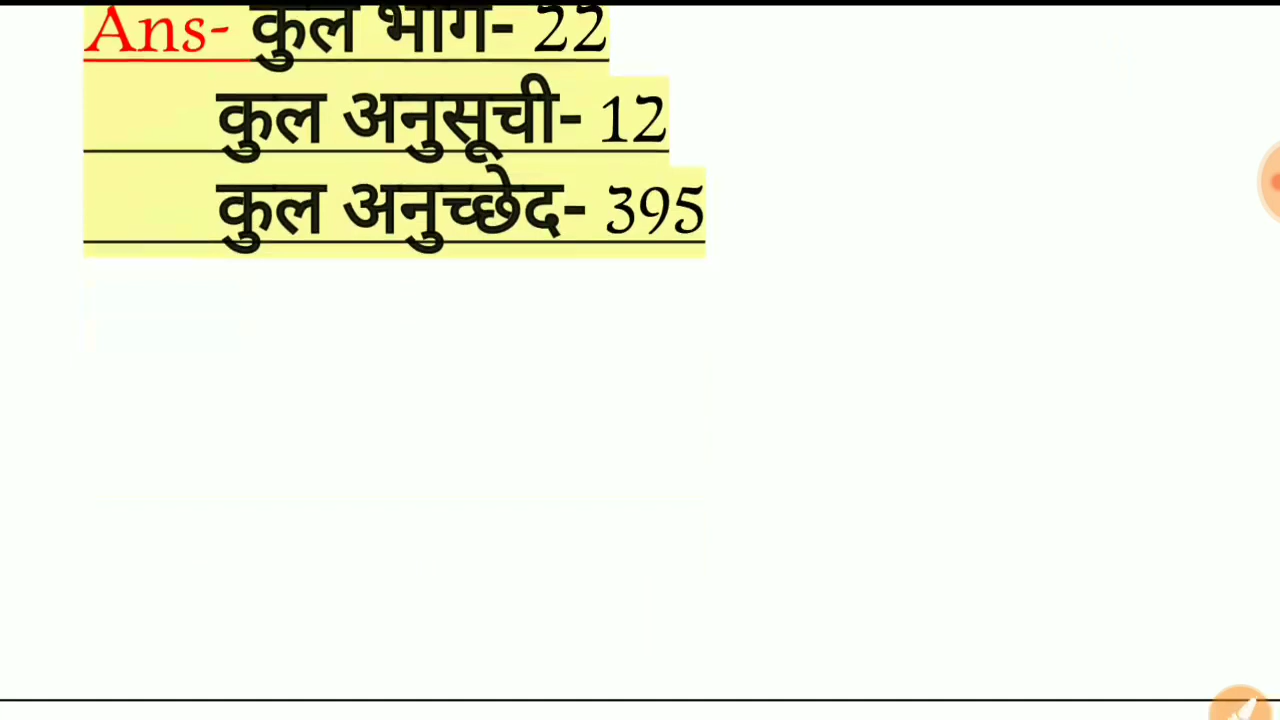 Ans- कुल भाग- 22
कुल अनुसूची- 12
कुल अनुच्छेद- 395